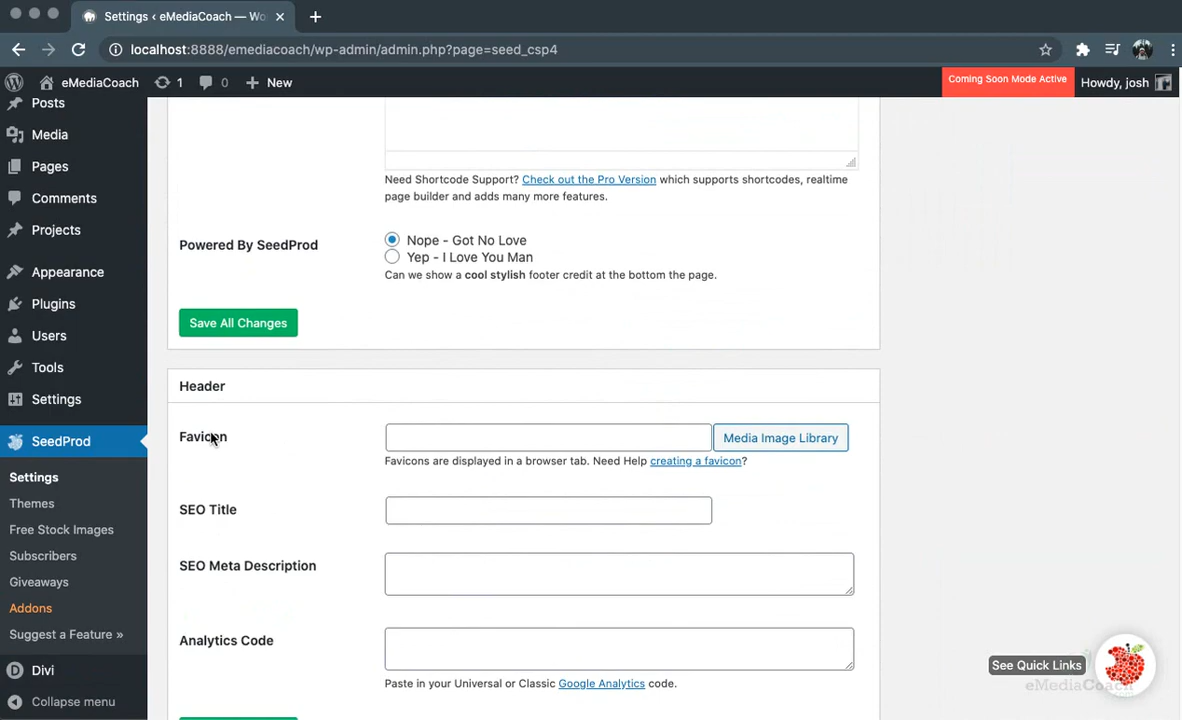 Settings ‹ eMediaCoach — Wo
localhost:8888/emediacoach/wp-admin/admin.php?page=seed_csp4
eMediaCoach
1
0
New
Coming Soon Mode Active
Howdy, josh
Posts
Media
Pages
Comments
Projects
Appearance
Plugins
Users
Tools
Settings
SeedProd
Settings
Themes
Free Stock Images
Subscribers
Giveaways
Addons
Suggest a Feature »
Divi
Collapse menu
Need Shortcode Support? Check out the Pro Version which supports shortcodes, realtime
page builder and adds many more features.
Powered By SeedProd
Nope - Got No Love
Yep - I Love You Man
Can we show a cool stylish footer credit at the bottom the page.
Save All Changes
Header
Favicon
Media Image Library
Favicons are displayed in a browser tab. Need Help creating a favicon?
SEO Title
SEO Meta Description
Analytics Code
Paste in your Universal or Classic Google Analytics code.
See Quick Links
eMediaCoach